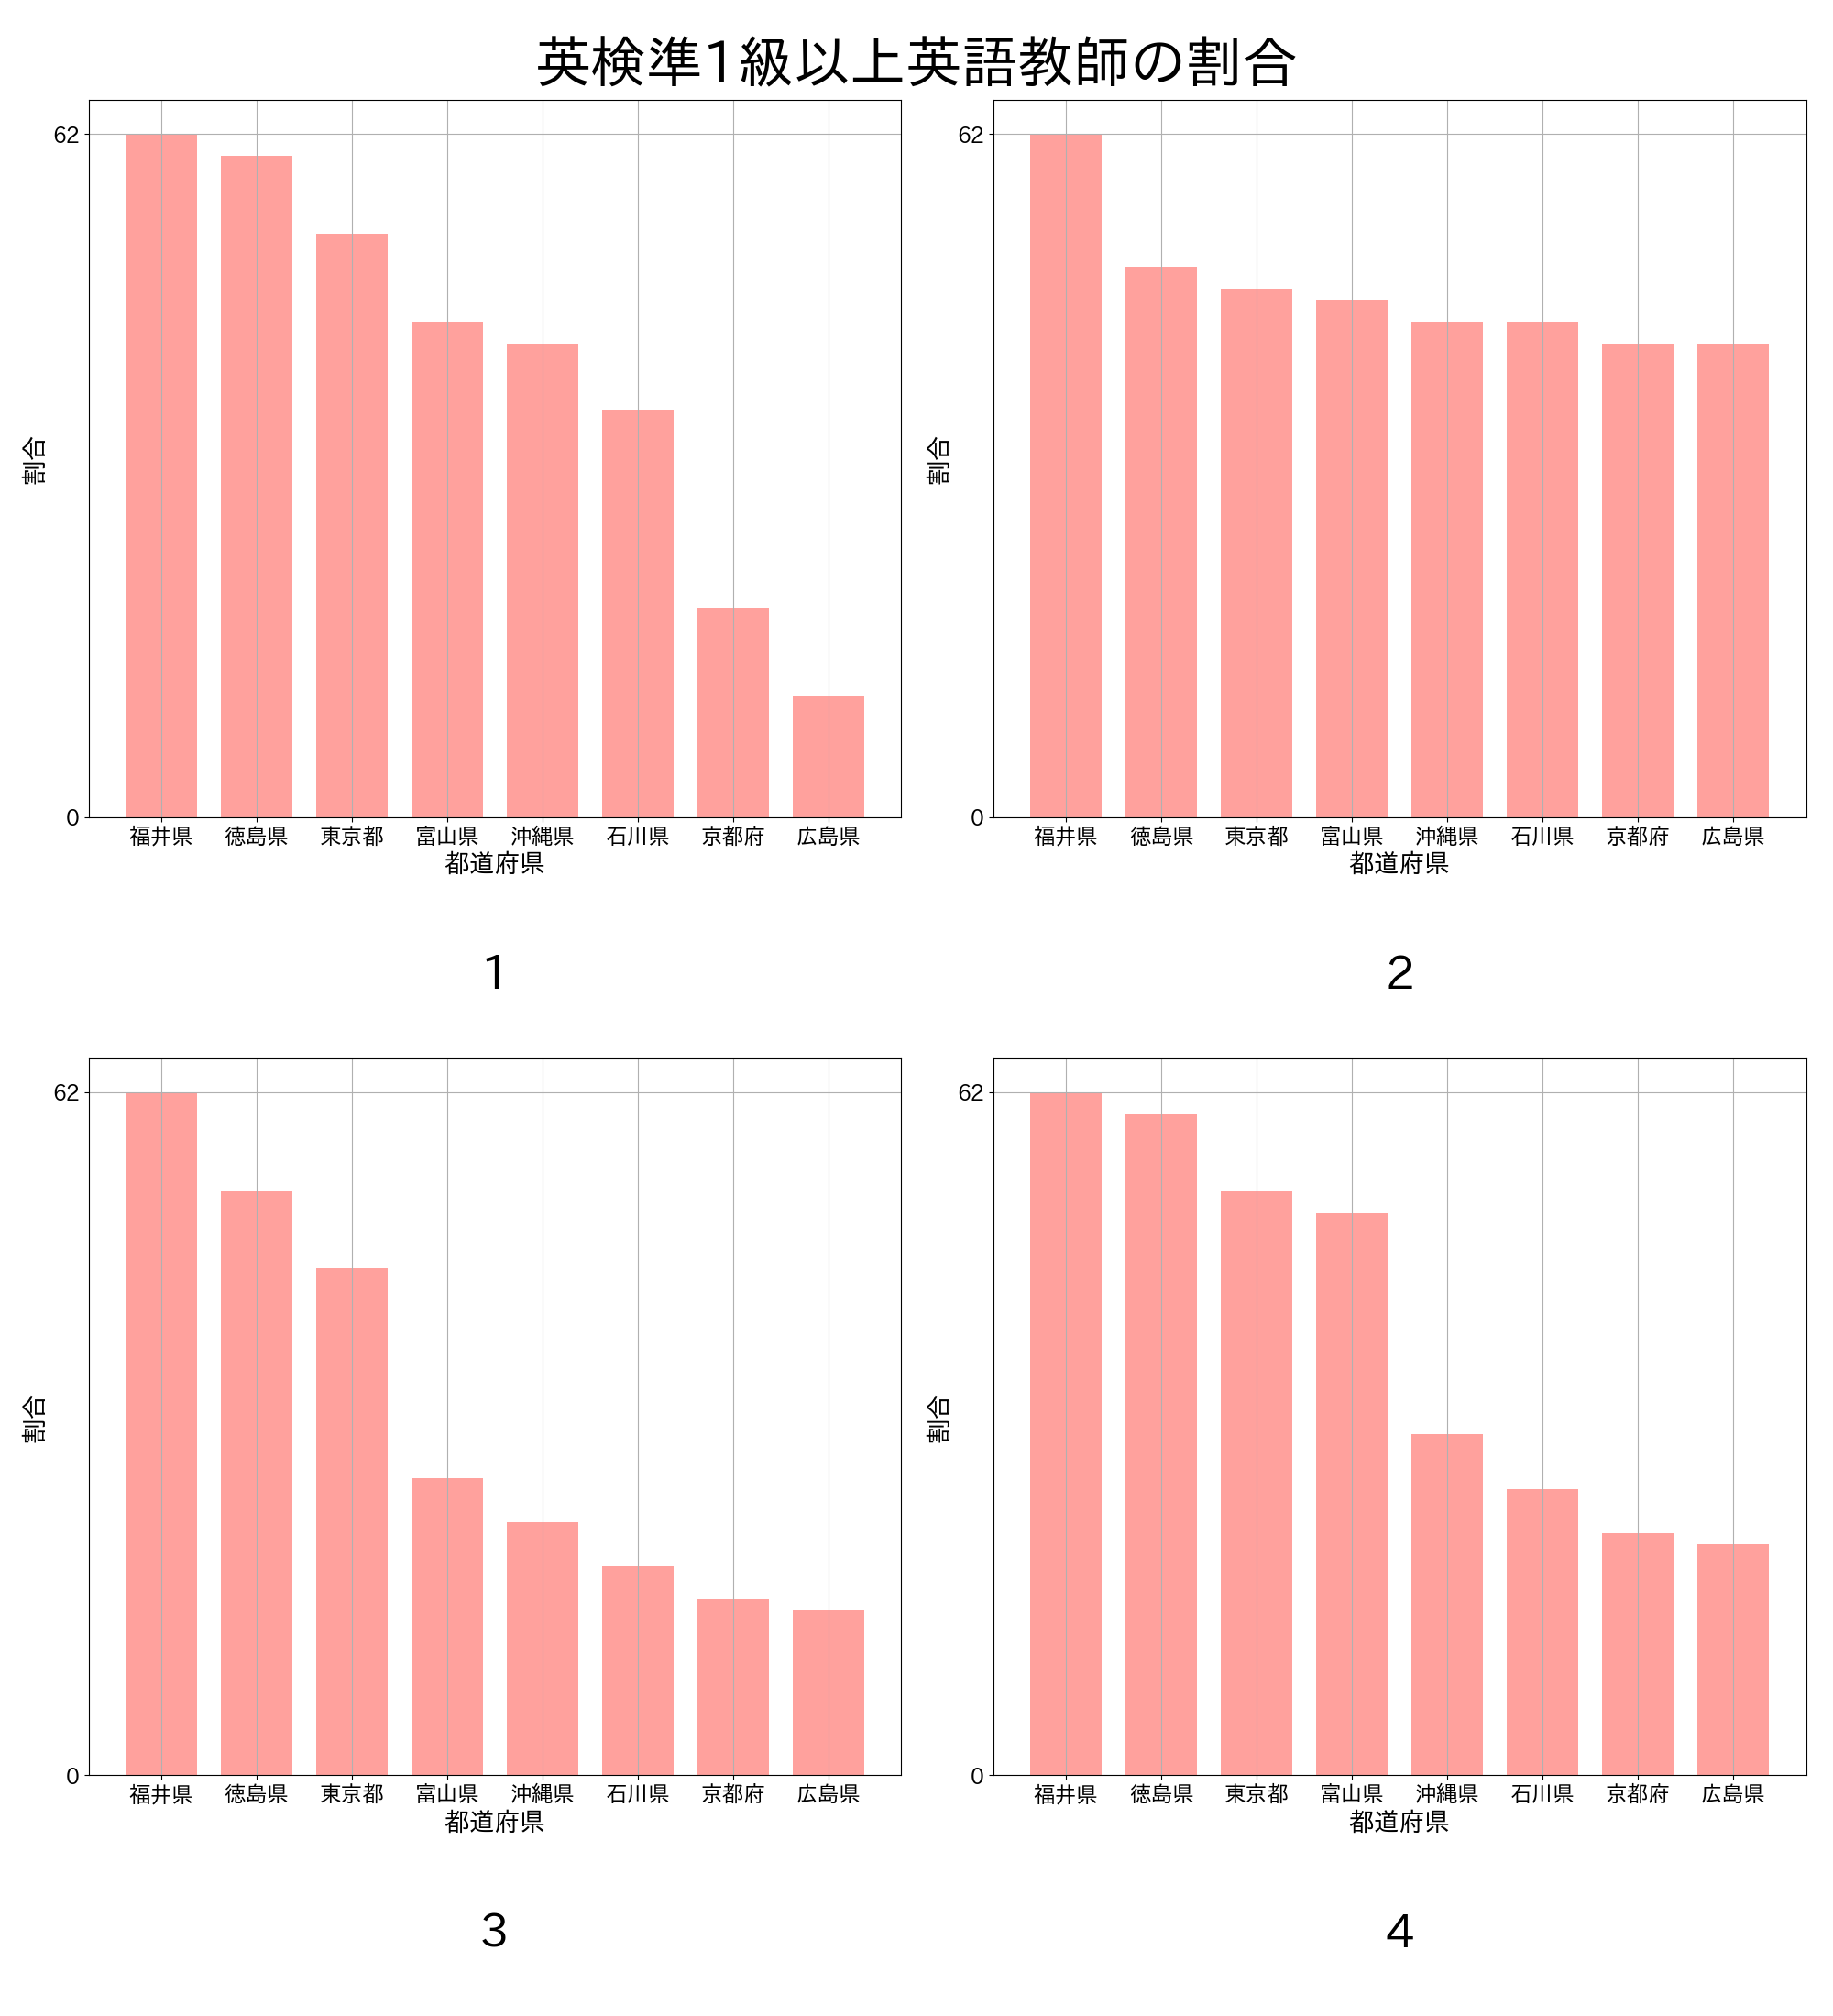 英検準1級以上英語教師の割合
62
0
割合
福井県 徳島県 東京都 富山県 沖縄県 石川県 京都府 広島県
都道府県
1
62
0
割合
福井県 徳島県 東京都 富山県 沖縄県 石川県 京都府 広島県
都道府県
2
62
0
割合
福井県 徳島県 東京都 富山県 沖縄県 石川県 京都府 広島県
都道府県
3
62
0
割合
福井県 徳島県 東京都 富山県 沖縄県 石川県 京都府 広島県
都道府県
4